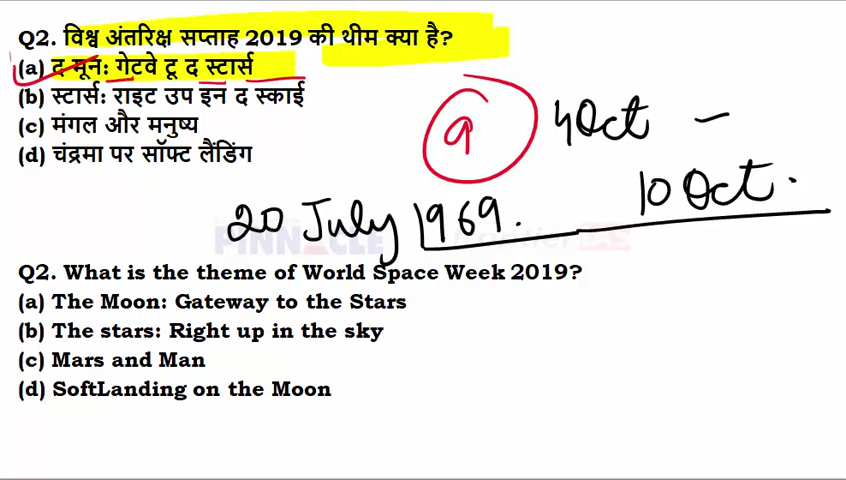 Q2. विश्व अंतरिक्ष सप्ताह 2019 की थीम क्या है?
(a) द मून: गेटवे टू द स्टार्स
(b) स्टार्स: राइट उप इन द स्काई
(c) मंगल और मनुष्य
(d) चंद्रमा पर सॉफ्ट लैंडिंग
9
4 Oct –
10 Oct.
20 July 1969.
PINNACLE
Q2. What is the theme of World Space Week 2019?
(a) The Moon: Gateway to the Stars
(b) The stars: Right up in the sky
(c) Mars and Man
(d) SoftLanding on the Moon